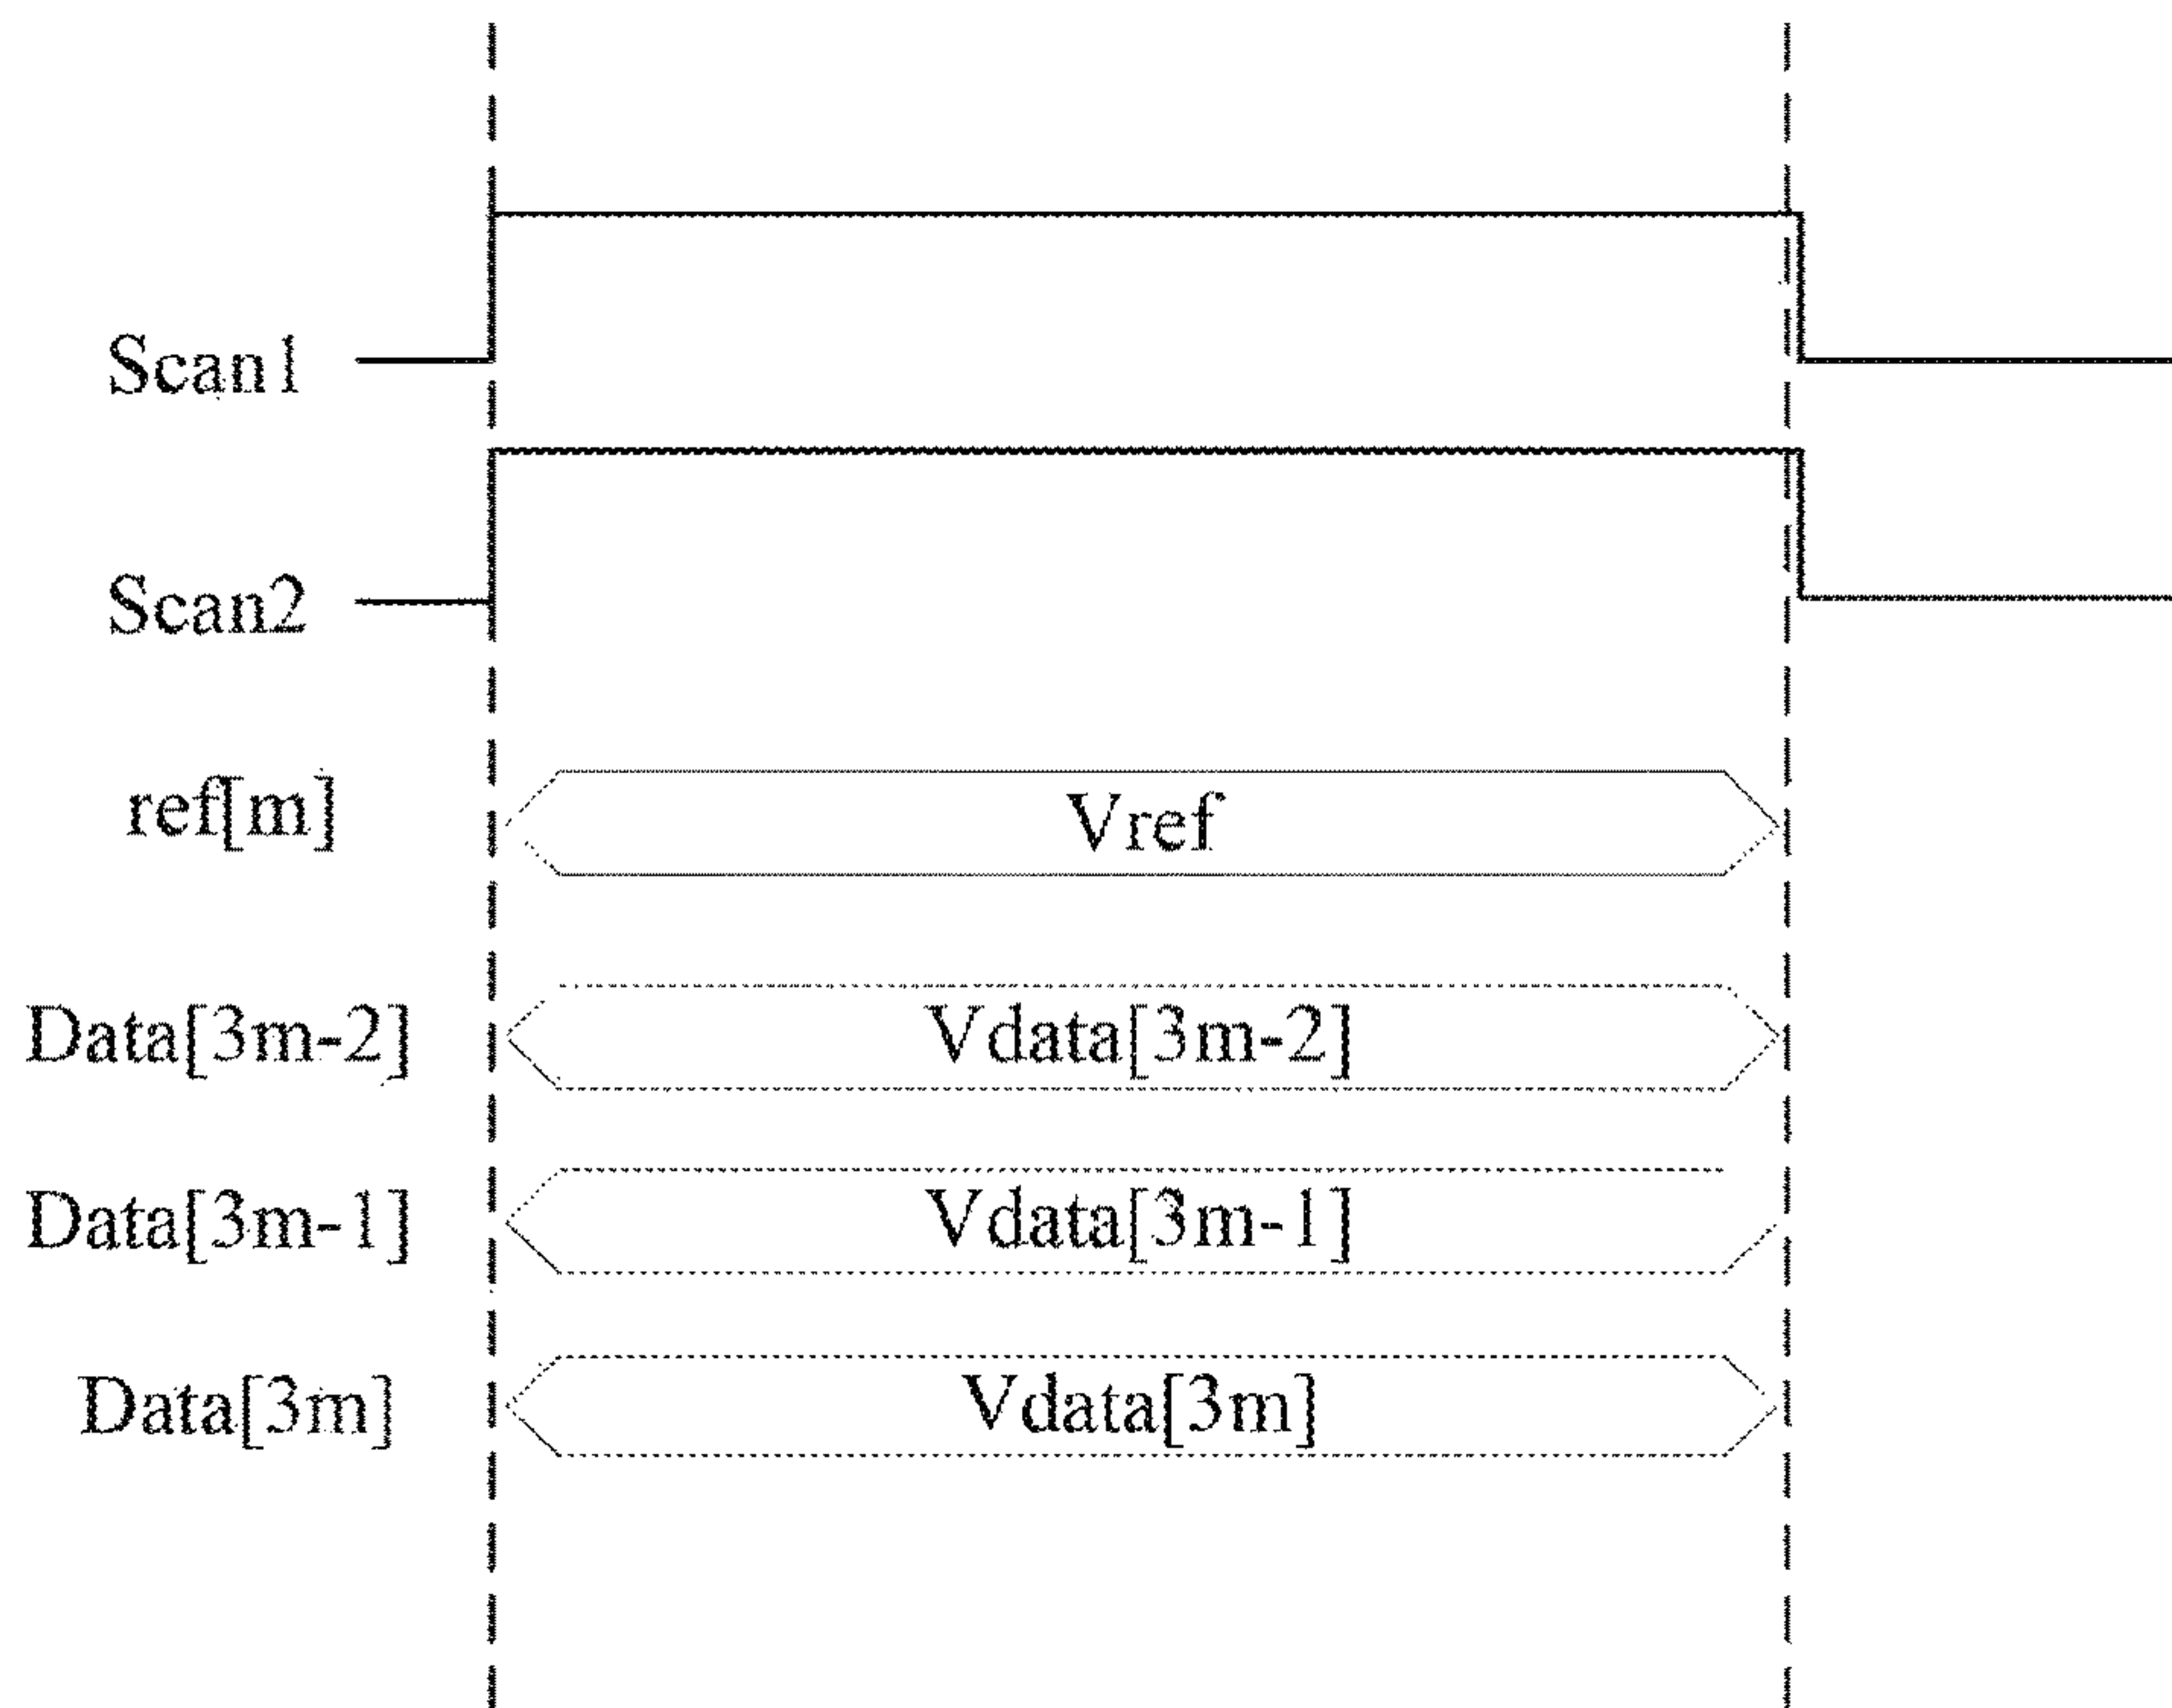 Scan1
Scan2
ref[m] Vref
Data[3m-2] Vdata[3m-2]
Data[3m-1] Vdata[3m-1]
Data[3m] Vdata[3m]